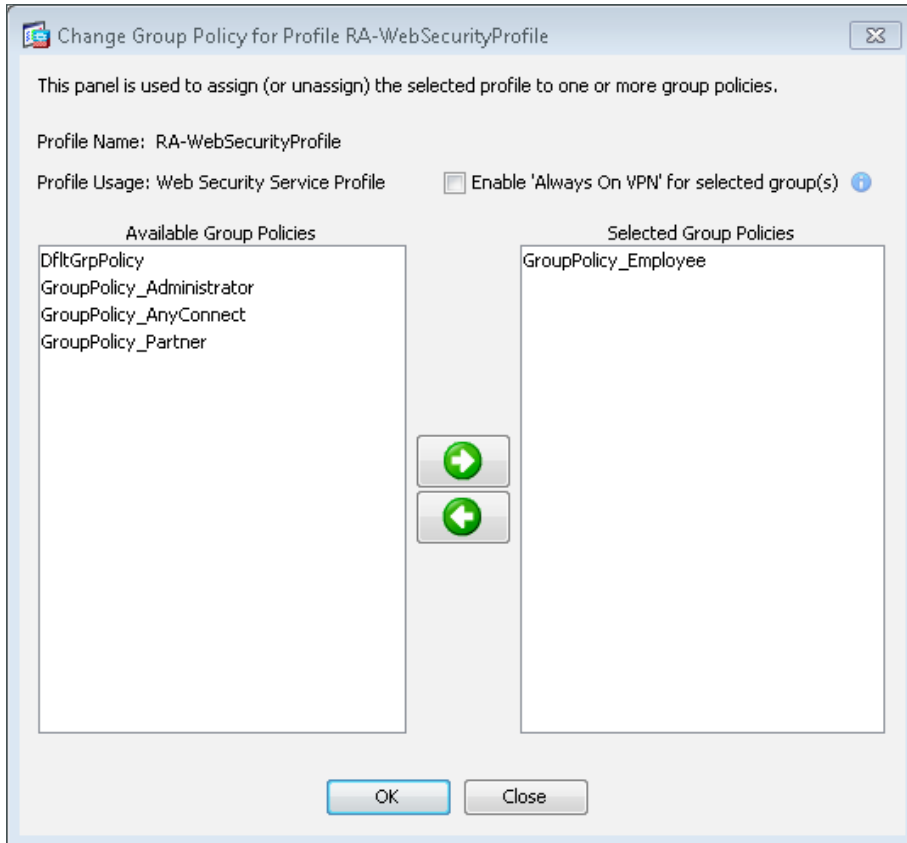 Change Group Policy for Profile RA-WebSecurityProfile
This panel is used to assign (or unassign) the selected profile to one or more group policies.
Profile Name: RA-WebSecurityProfile
Profile Usage: Web Security Service Profile
Enable 'Always On VPN' for selected group(s)
Available Group Policies
DfltGrpPolicy
GroupPolicy_Administrator
GroupPolicy_AnyConnect
GroupPolicy_Partner
Selected Group Policies
GroupPolicy_Employee
OK
Close